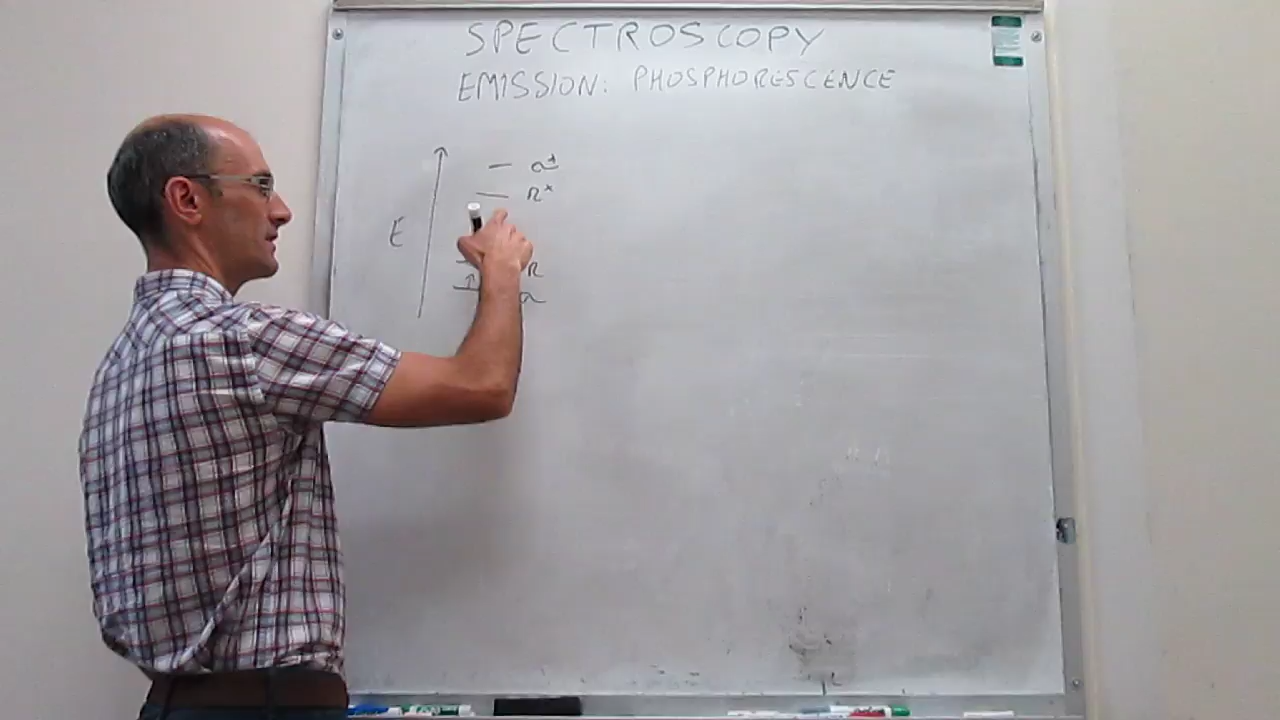 SPECTROSCOPY
EMISSION: PHOSPHORESCENCE
σ*
π*
E
π
σ